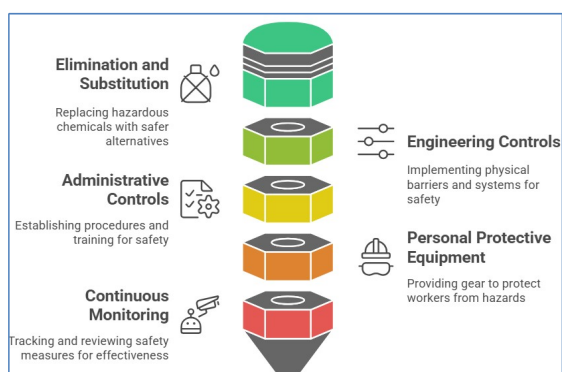 Elimination and
Substitution
Replacing hazardous
chemicals with safer
alternatives
Engineering Controls
Implementing physical
barriers and systems for
safety
Administrative
Controls
Establishing procedures and
training for safety
Personal Protective
Equipment
Providing gear to protect
workers from hazards
Continuous
Monitoring
Tracking and reviewing safety
measures for effectiveness